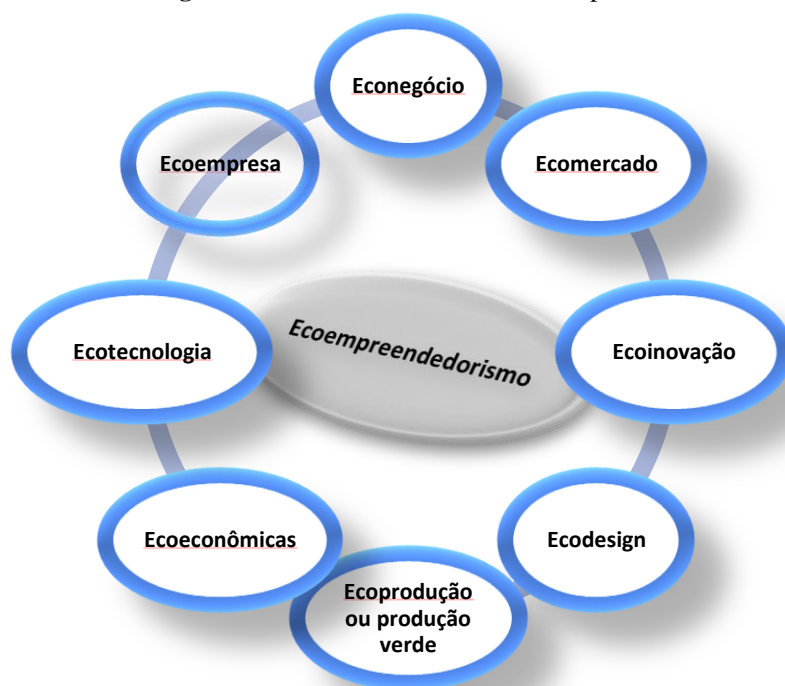 Econegócio
Ecomercado
Ecoempresa
Ecoempreendedorismo
Ecotecnologia
Ecoinovação
Ecoeconômicas
Ecodesign
Ecoprodução
ou produção
verde